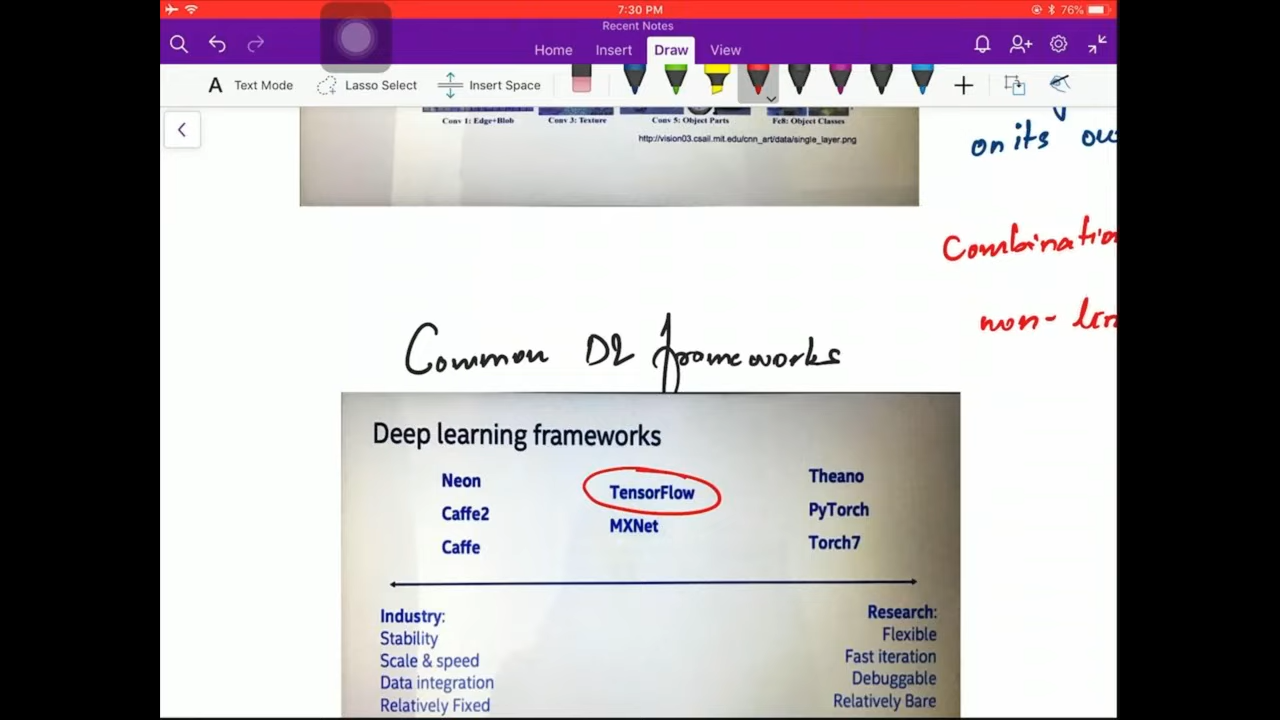 7:30 PM
76%
Recent Notes
Home Insert Draw View
A Text Mode Lasso Select Insert Space
Conv 1: Edge+Blob Conv 3: Texture Conv 5: Object Parts Fc8: Object Classes
http://vision03.csail.mit.edu/cnn_art/data/single_layer.png
on its
Combination
non-
Common DL frameworks
Deep learning frameworks
Neon TensorFlow Theano
Caffe2 MXNet PyTorch
Caffe Torch7
Industry: Research:
Stability Flexible
Scale & speed Fast iteration
Data integration Debuggable
Relatively Fixed Relatively Bare